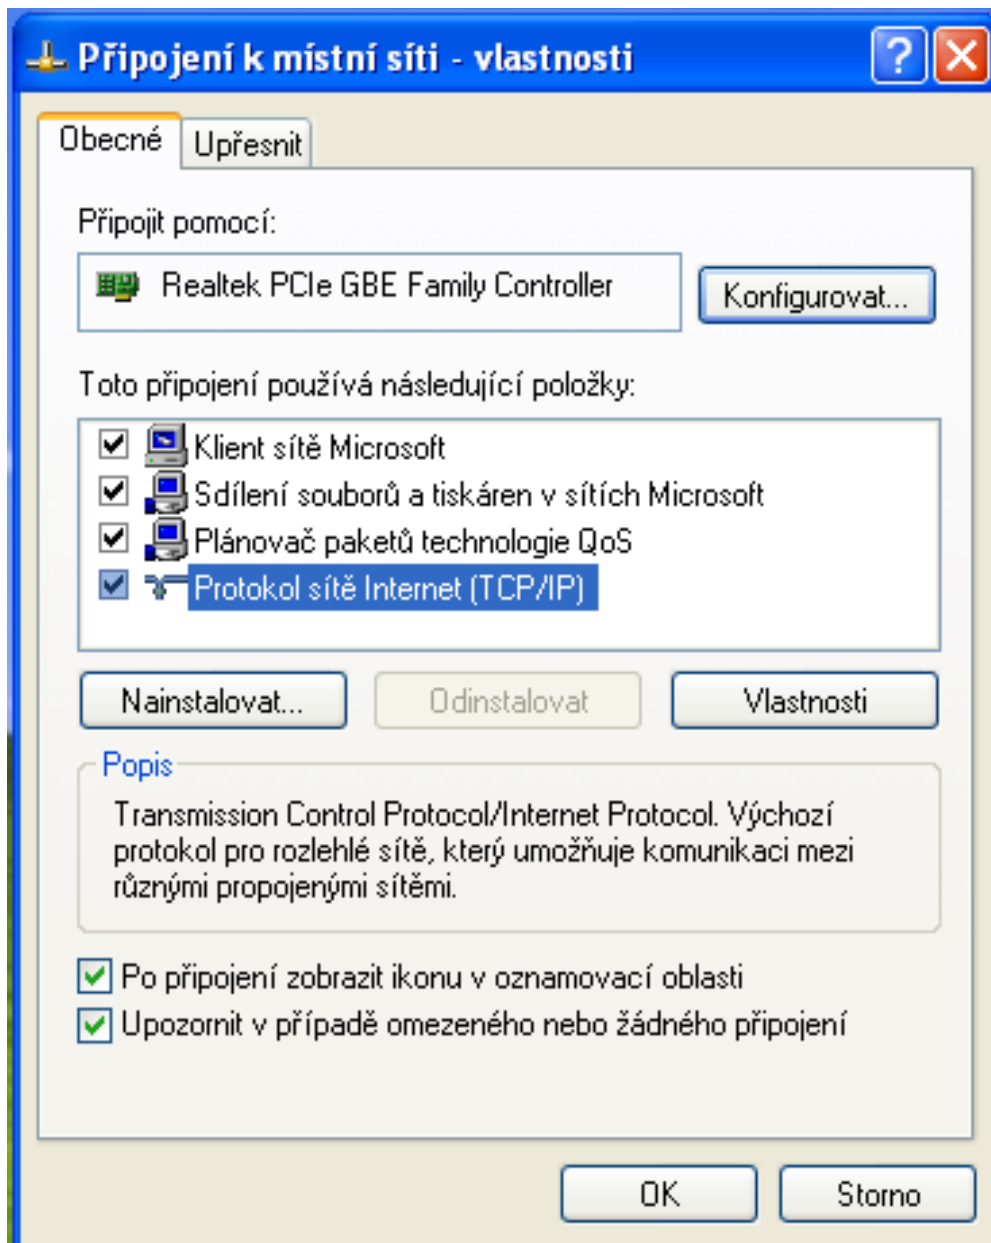 Připojení k místní síti - vlastnosti
Obecné
Upřesnit
Připojit pomocí:
Realtek PCIe GBE Family Controller
Konfigurovat...
Toto připojení používá následující položky:
Klient sítě Microsoft
Sdílení souborů a tiskáren v sítích Microsoft
Plánovač paketů technologie QoS
Protokol sítě Internet (TCP/IP)
Nainstalovat...
Odinstalovat
Vlastnosti
Popis
Transmission Control Protocol/Internet Protocol. Výchozí
protokol pro rozlehlé sítě, který umožňuje komunikaci mezi
různými propojenými sítěmi.
Po připojení zobrazit ikonu v oznamovací oblasti
Upozornit v případě omezeného nebo žádného připojení
OK
Storno